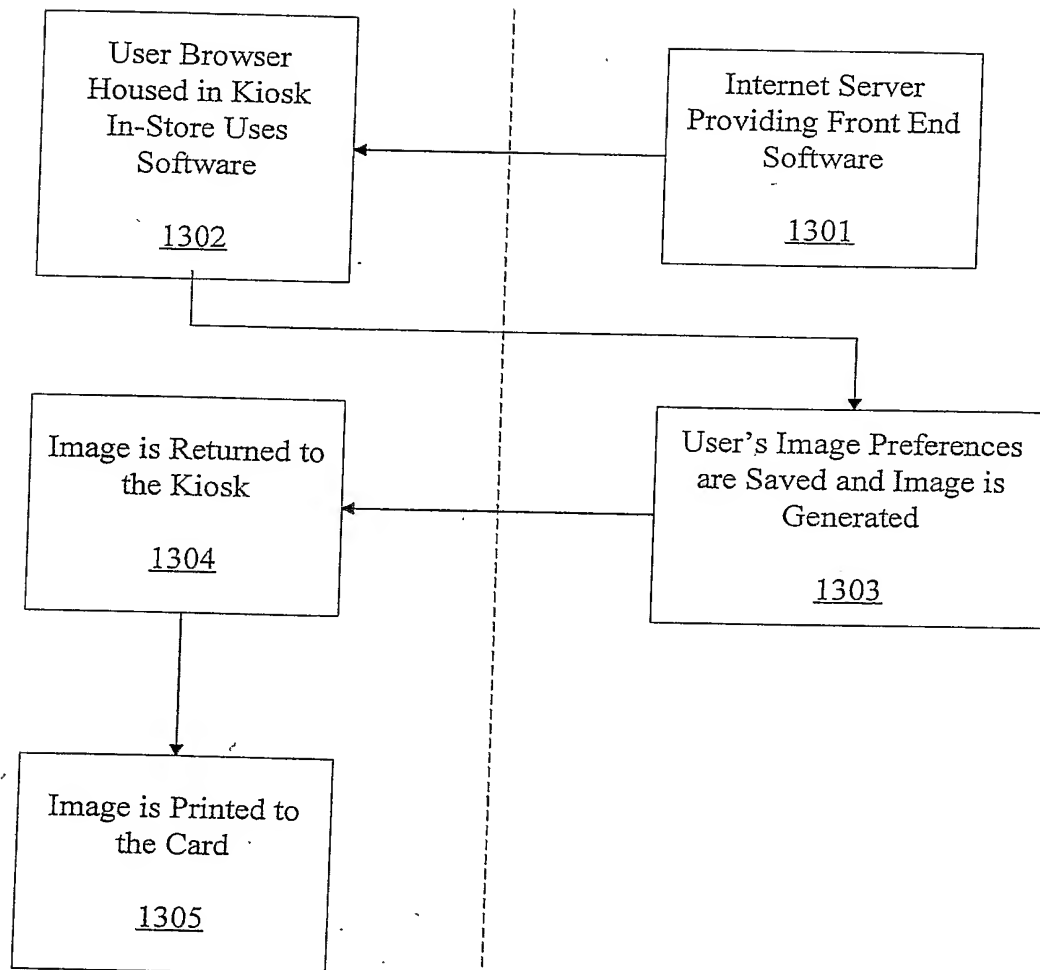 User Browser
Housed in Kiosk
In-Store Uses
Software
1302
Internet Server
Providing Front End
Software
1301
Image is Returned to
the Kiosk
1304
User's Image Preferences
are Saved and Image is
Generated
1303
Image is Printed to
the Card
1305